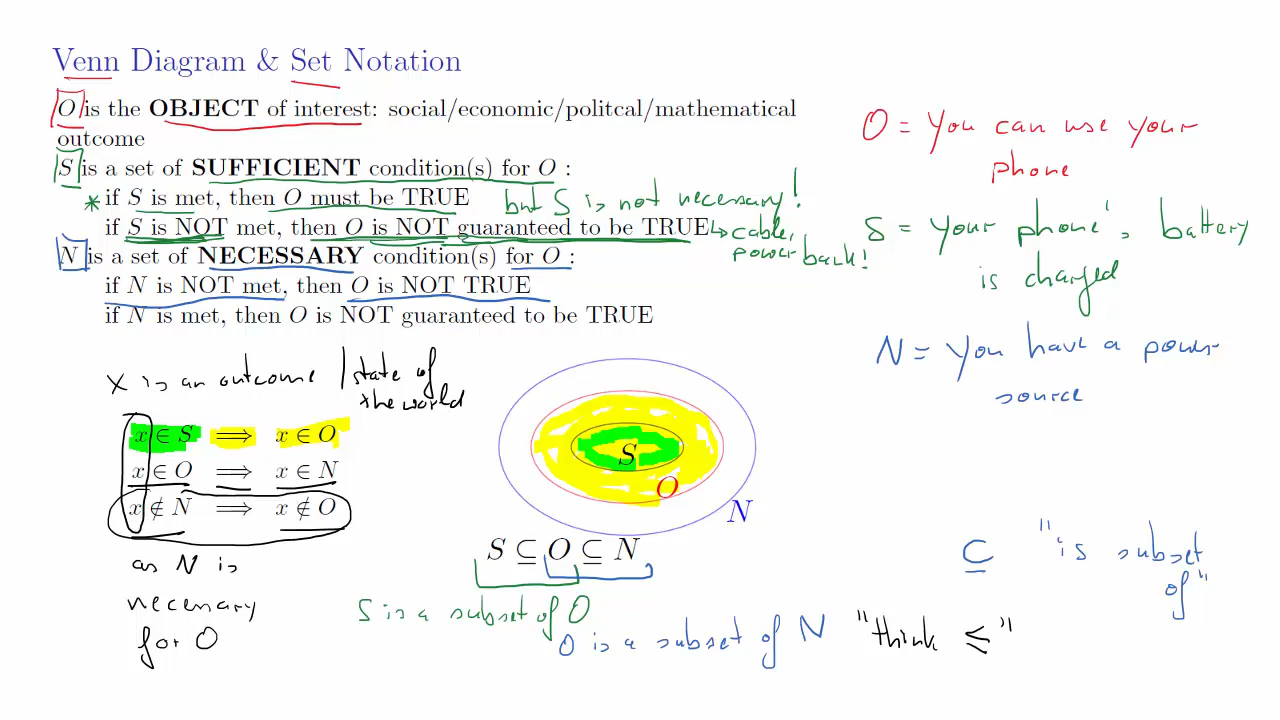 Venn Diagram & Set Notation
O is the OBJECT of interest: social/economic/politcal/mathematical
outcome
S is a set of SUFFICIENT condition(s) for O :
* if S is met, then O must be TRUE
but S is not necessary!
if S is NOT met, then O is NOT guaranteed to be TRUE
↳ cable,
power back!
N is a set of NECESSARY condition(s) for O :
if N is NOT met, then O is NOT TRUE
if N is met, then O is NOT guaranteed to be TRUE
O = You can use your
phone
S = your phone's battery
is charged
N = You have a power
source
x is an outcome / state of
the world
x ∈ S ⟹ x ∈ O
x ∈ O ⟹ x ∈ N
x ∉ N ⟹ x ∉ O
as N is
necenary
for O
S
O
N
S ⊆ O ⊆ N
S is a subset of O
O is a subset of N
⊆ "is subset
of"
"think ≤"